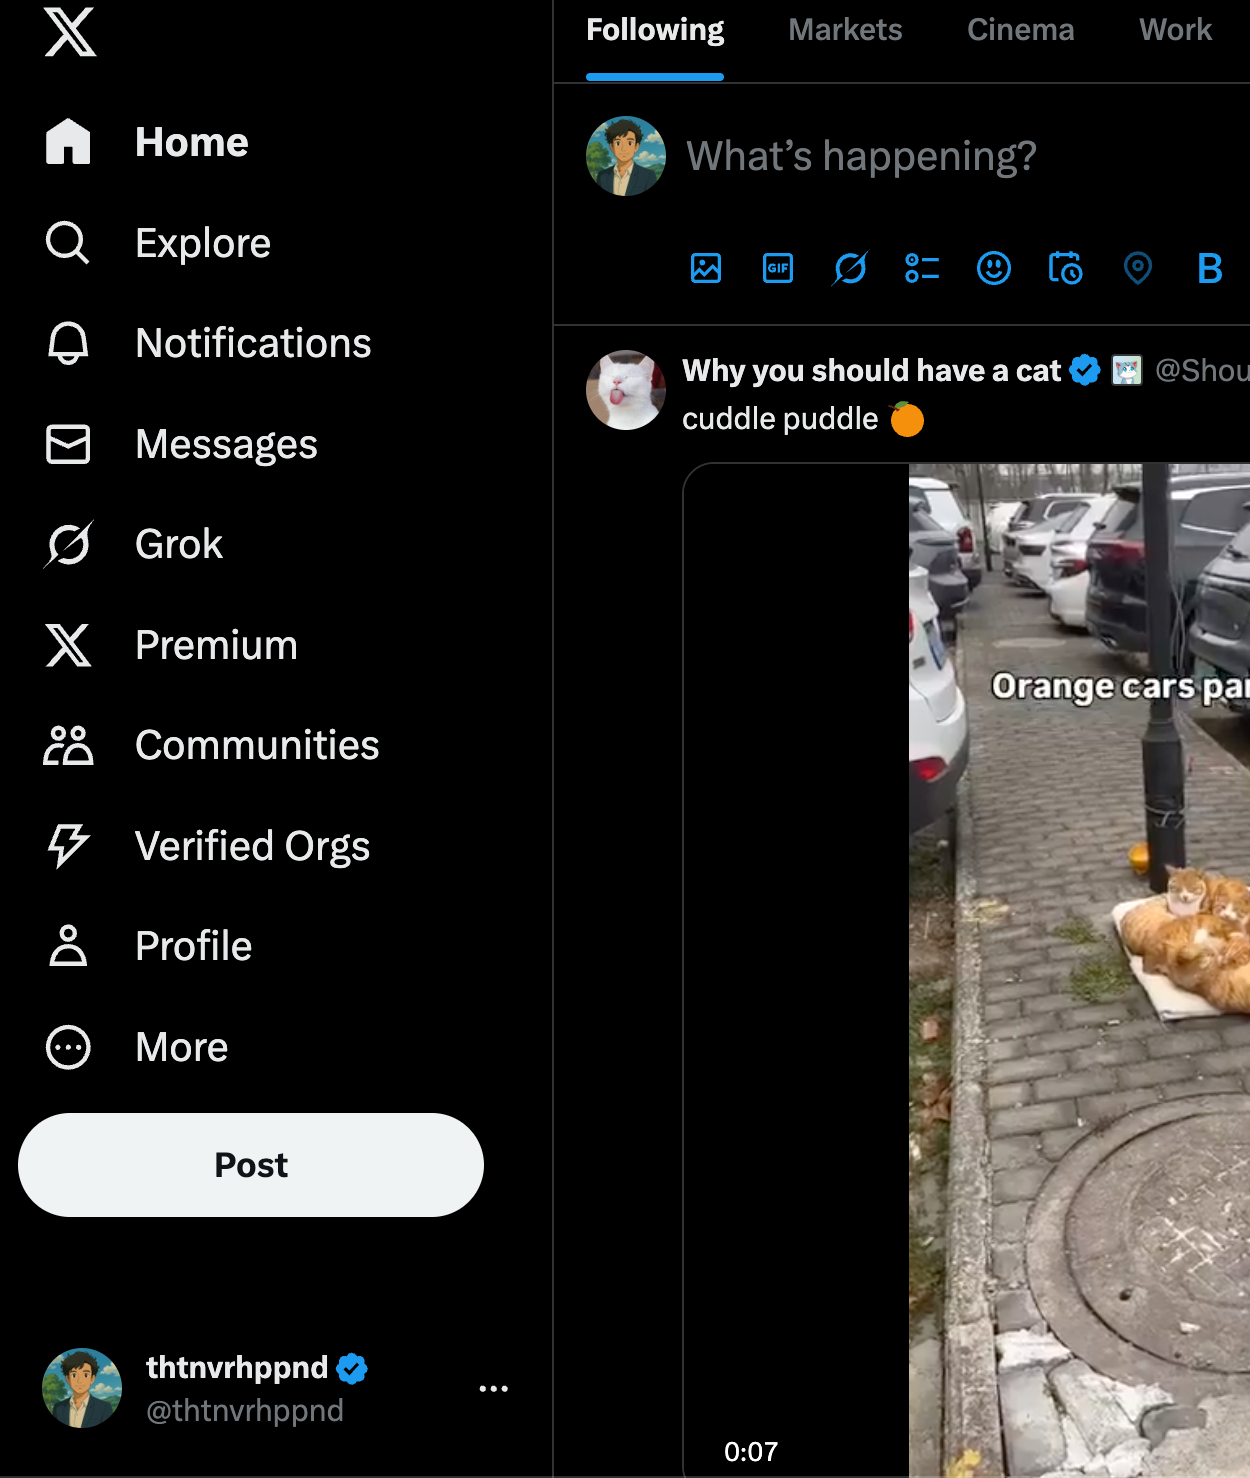 Home
Explore
Notifications
Messages
Grok
Premium
Communities
Verified Orgs
Profile
More
Post
thtnvrhppnd
@thtnvrhppnd
Following Markets Cinema Work
What's happening?
GIF
B
Why you should have a cat @Shou
cuddle puddle 🍊
Orange cars par
0:07